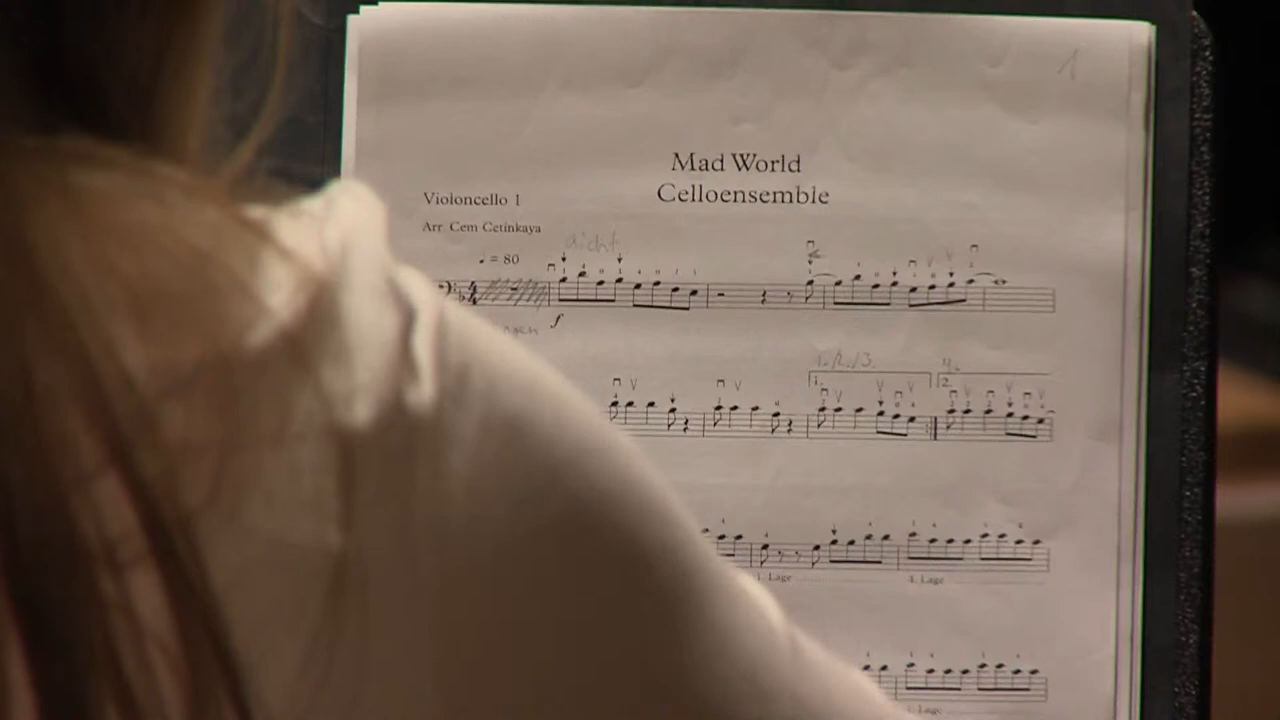 1
Mad World
Celloensemble
Violoncello 1
Arr. Cem Cetinkaya
♩ = 80
f
1./2./3.
4.
1.
2.
1. Lage
4. Lage
Lage